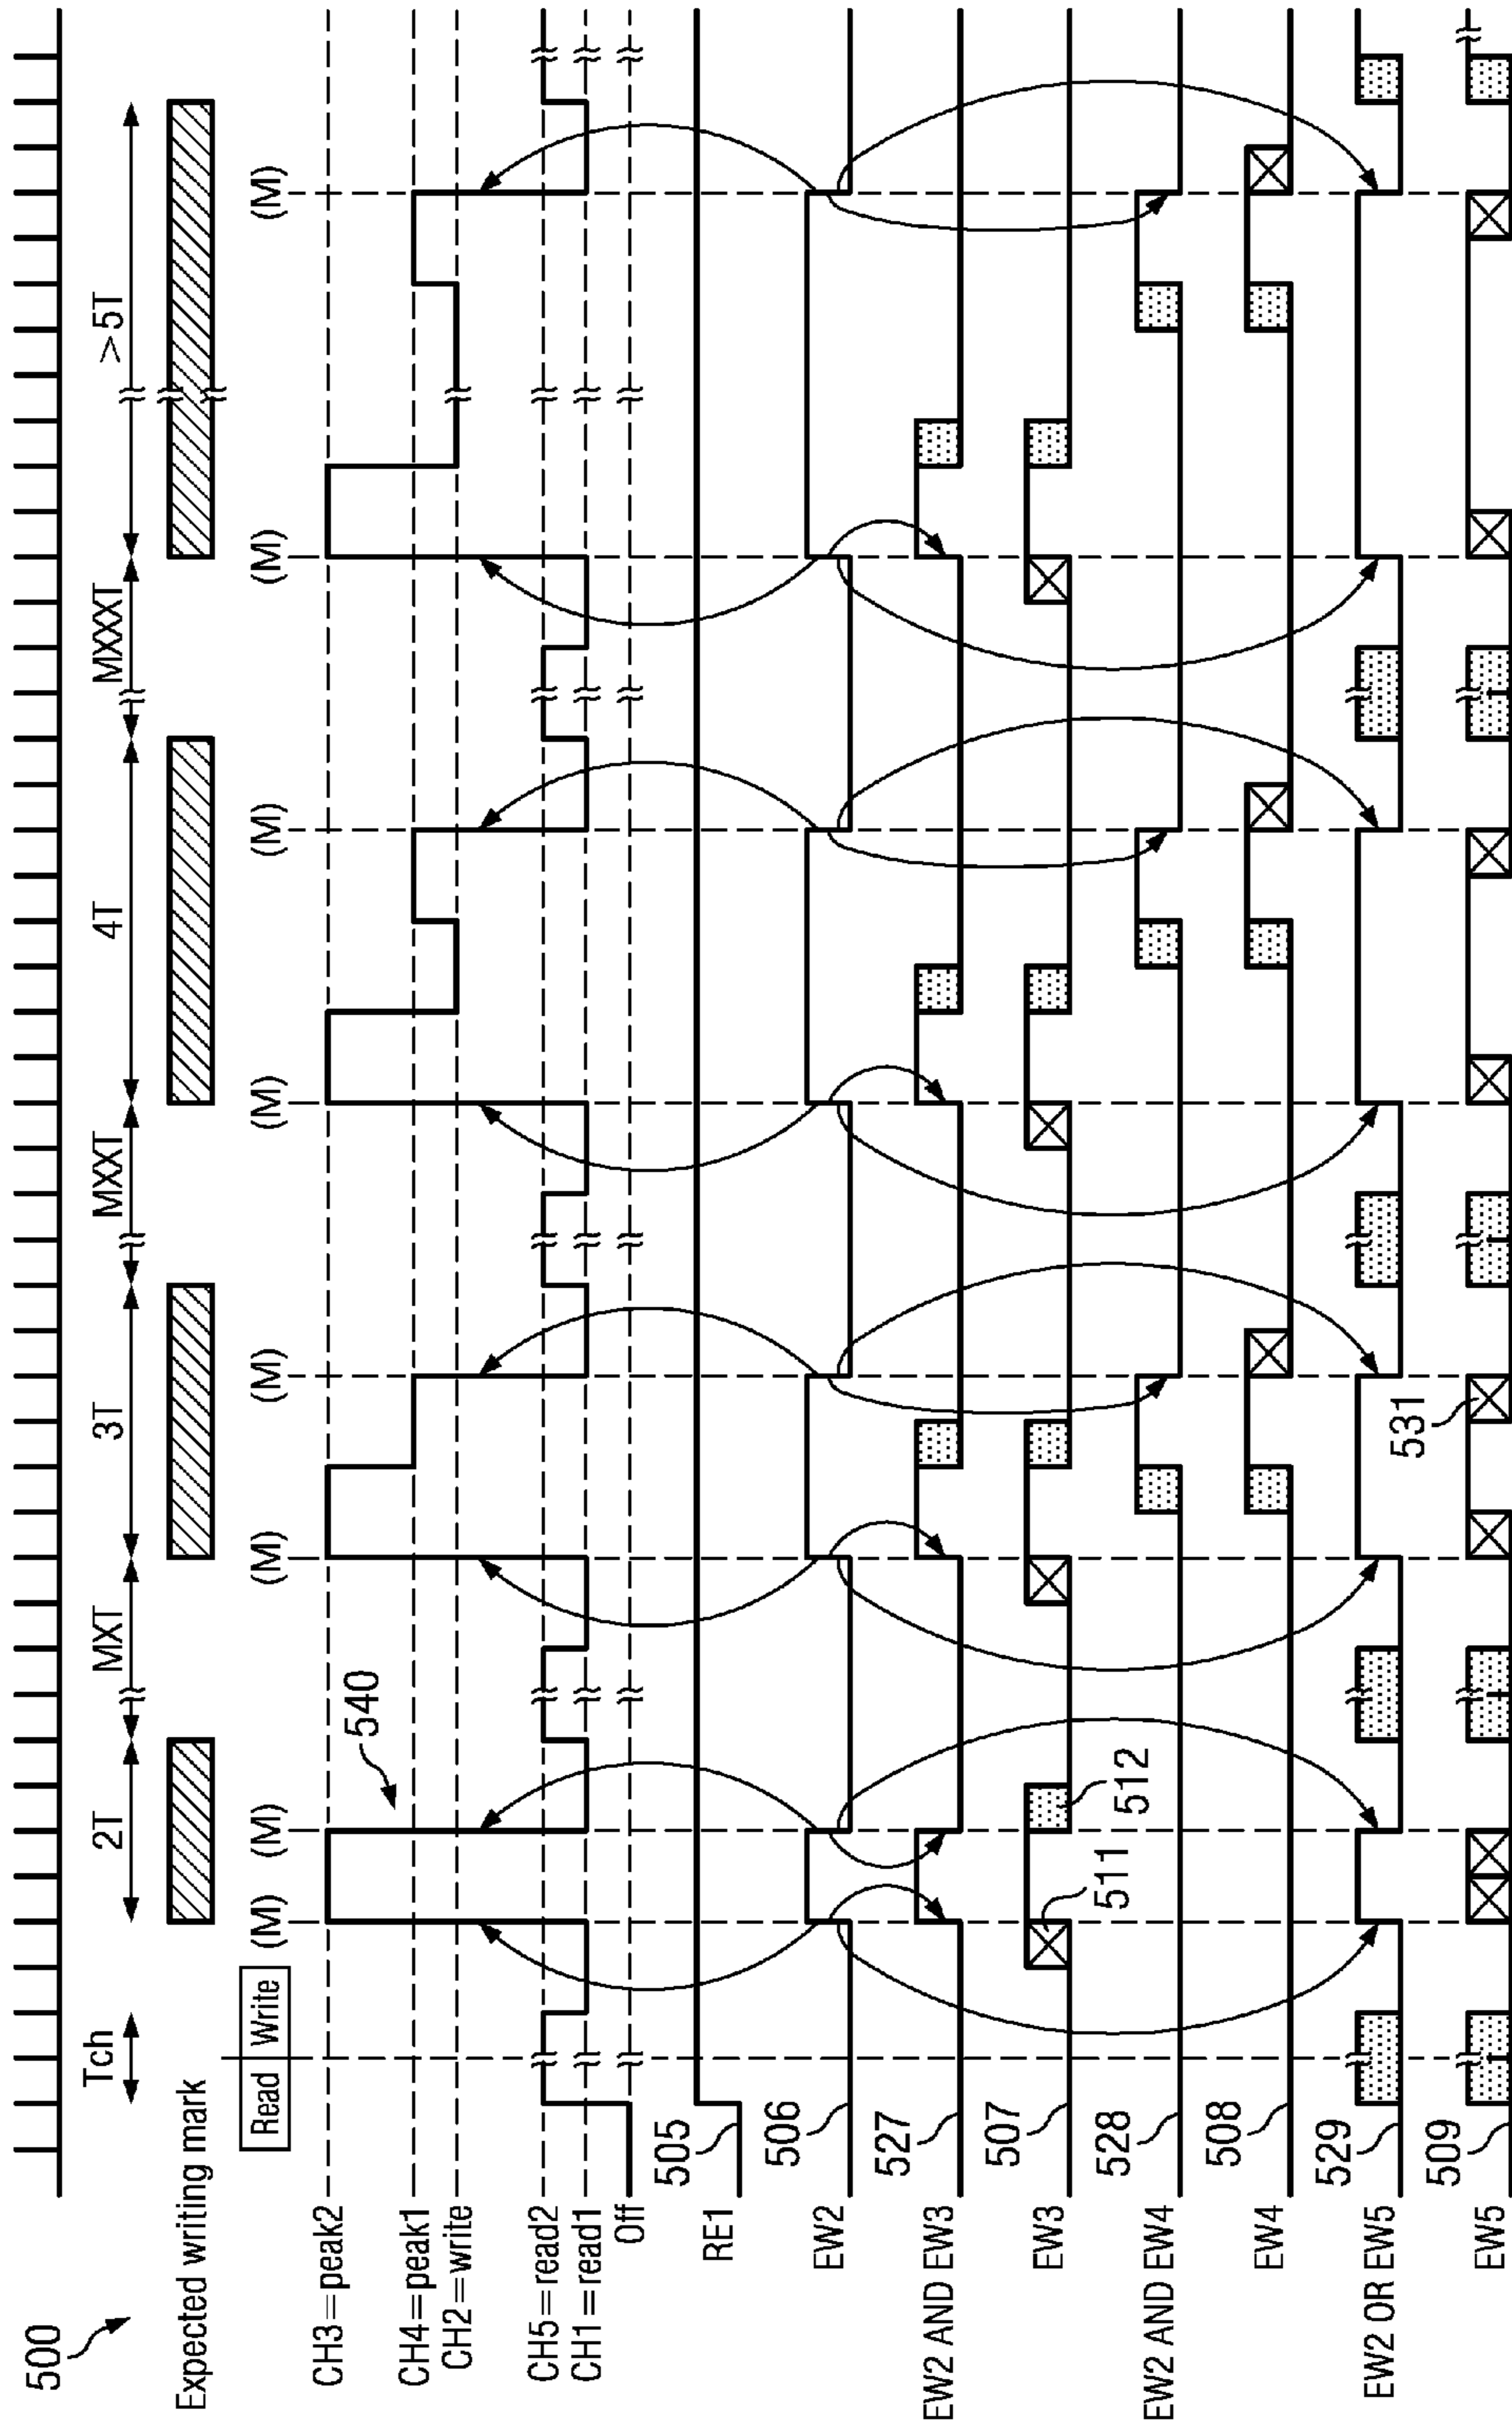 500
Tch
2T
MXT
3T
MXXT
4T
MXXXT
>5T
Expected writing mark
Read
Write
(M)
(M)
(M)
(M)
(M)
(M)
(M)
(M)
540
CH3=peak2
CH4=peak1
CH2=write
CH5=read2
CH1=read1
Off
RE1
505
EW2
506
EW2 AND EW3
527
EW3
507
511
512
EW2 AND EW4
528
EW4
508
EW2 OR EW5
529
531
EW5
509